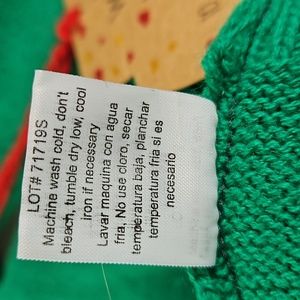 LOT# 71719S
Machine wash cold, don't
bleach, tumble dry low, cool
iron if necessary
Lavar maquina con agua
fria, No use cloro, secar
temperatura baja, planchar
temperatura fria si es
necesario